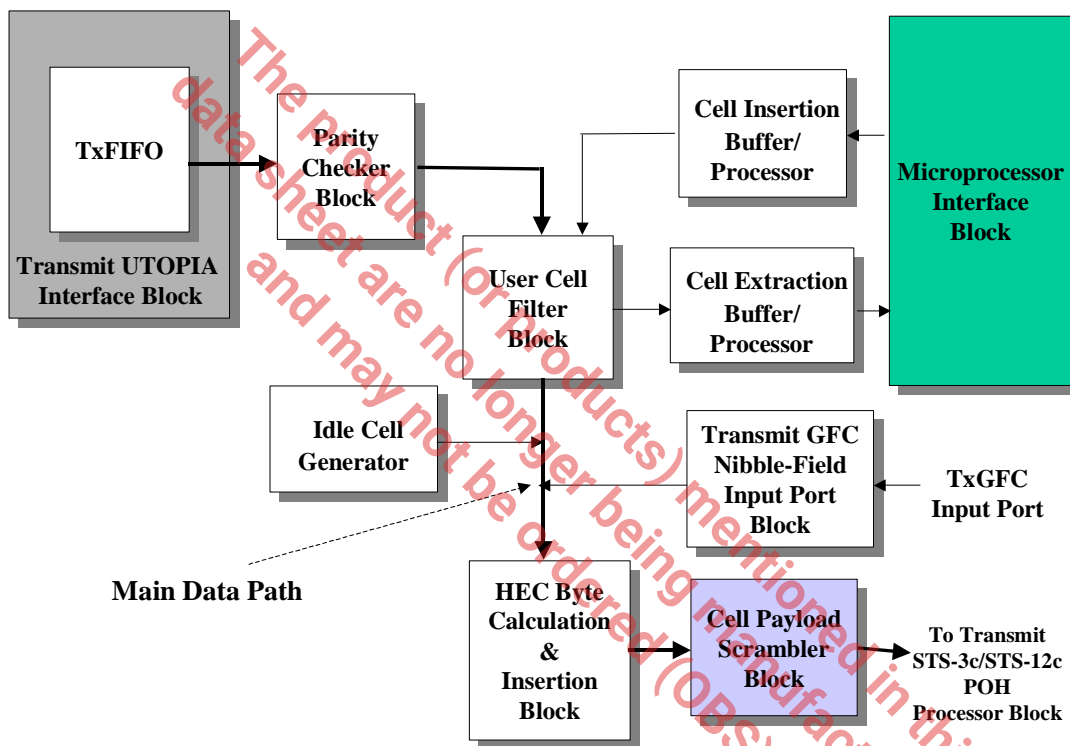 TxFIFO
Transmit UTOPIA
Interface Block
Parity
Checker
Block
Cell Insertion
Buffer/
Processor
Microprocessor
Interface
Block
User Cell
Filter
Block
Cell Extraction
Buffer/
Processor
Idle Cell
Generator
Transmit GFC
Nibble-Field
Input Port
Block
TxGFC
Input Port
Main Data Path
HEC Byte
Calculation
&
Insertion
Block
Cell Payload
Scrambler
Block
To Transmit
STS-3c/STS-12c
POH
Processor Block
The product (or products) mentioned in this
data sheet are no longer being manufact
and may not be ordered (OBS)